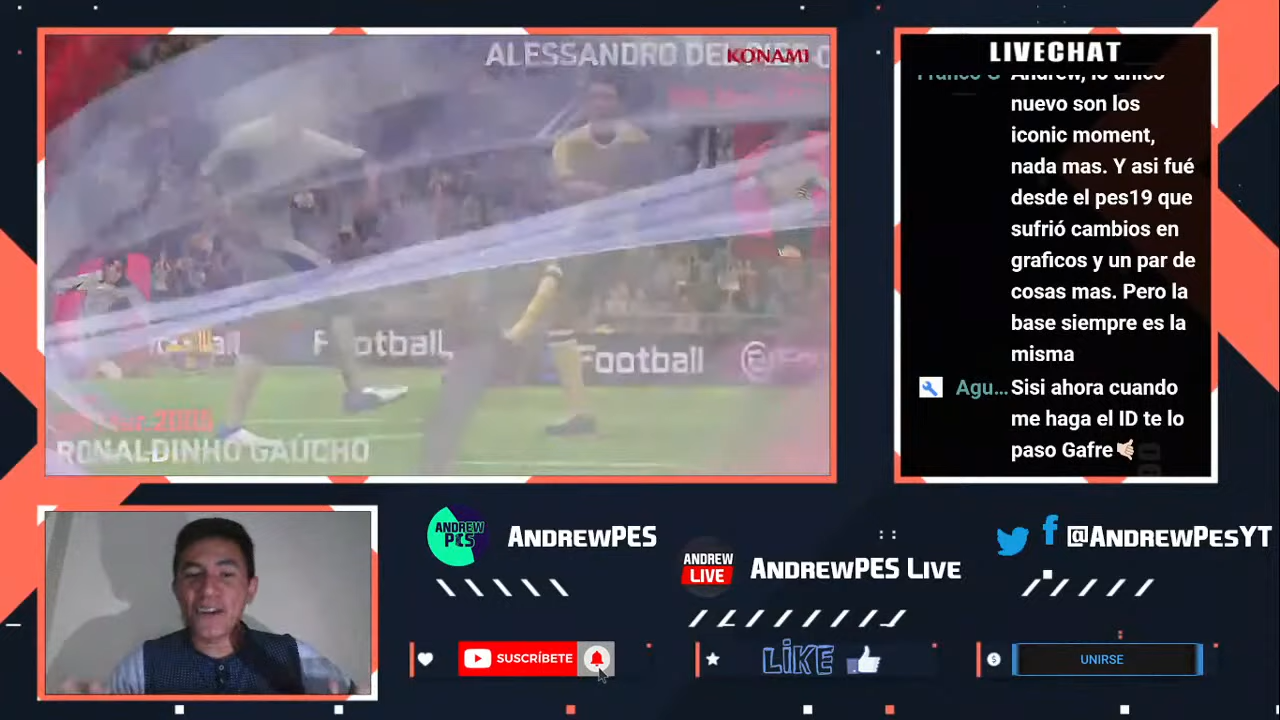 ALESSANDRO DEL
KONAMI
Football
Football
RONALDINHO GAÚCHO
LIVECHAT
Andrew, lo único
nuevo son los
iconic moment,
nada mas. Y asi fué
desde el pes19 que
sufrió cambios en
graficos y un par de
cosas mas. Pero la
base siempre es la
misma
Agu... Sisi ahora cuando
me haga el ID te lo
paso Gafre🤙🏻
ANDREW
PES
ANDREWPES
ANDREW
LIVE
ANDREWPES LIVE
@ANDREWPESYT
SUSCRÍBETE
LIKE
UNIRSE